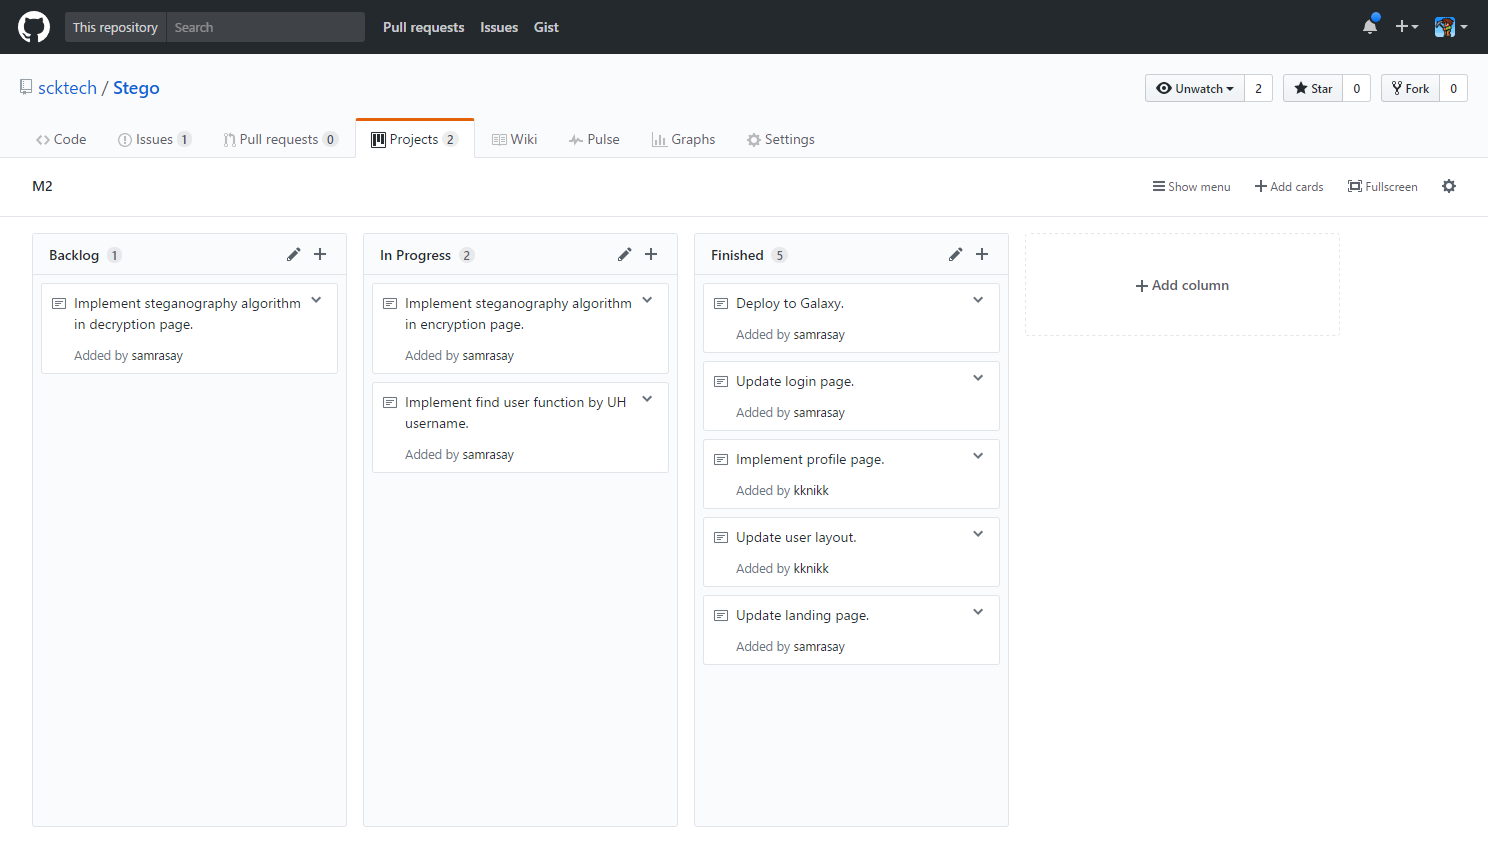 This repository Search Pull requests Issues Gist
scktech / Stego Unwatch 2 Star 0 Fork 0
Code Issues 1 Pull requests 0 Projects 2 Wiki Pulse Graphs Settings
M2 Show menu Add cards Fullscreen
Backlog 1
Implement steganography algorithm
in decryption page.
Added by samrasay
In Progress 2
Implement steganography algorithm
in encryption page.
Added by samrasay
Implement find user function by UH
username.
Added by samrasay
Finished 5
Deploy to Galaxy.
Added by samrasay
Update login page.
Added by samrasay
Implement profile page.
Added by kknikk
Update user layout.
Added by kknikk
Update landing page.
Added by samrasay
Add column